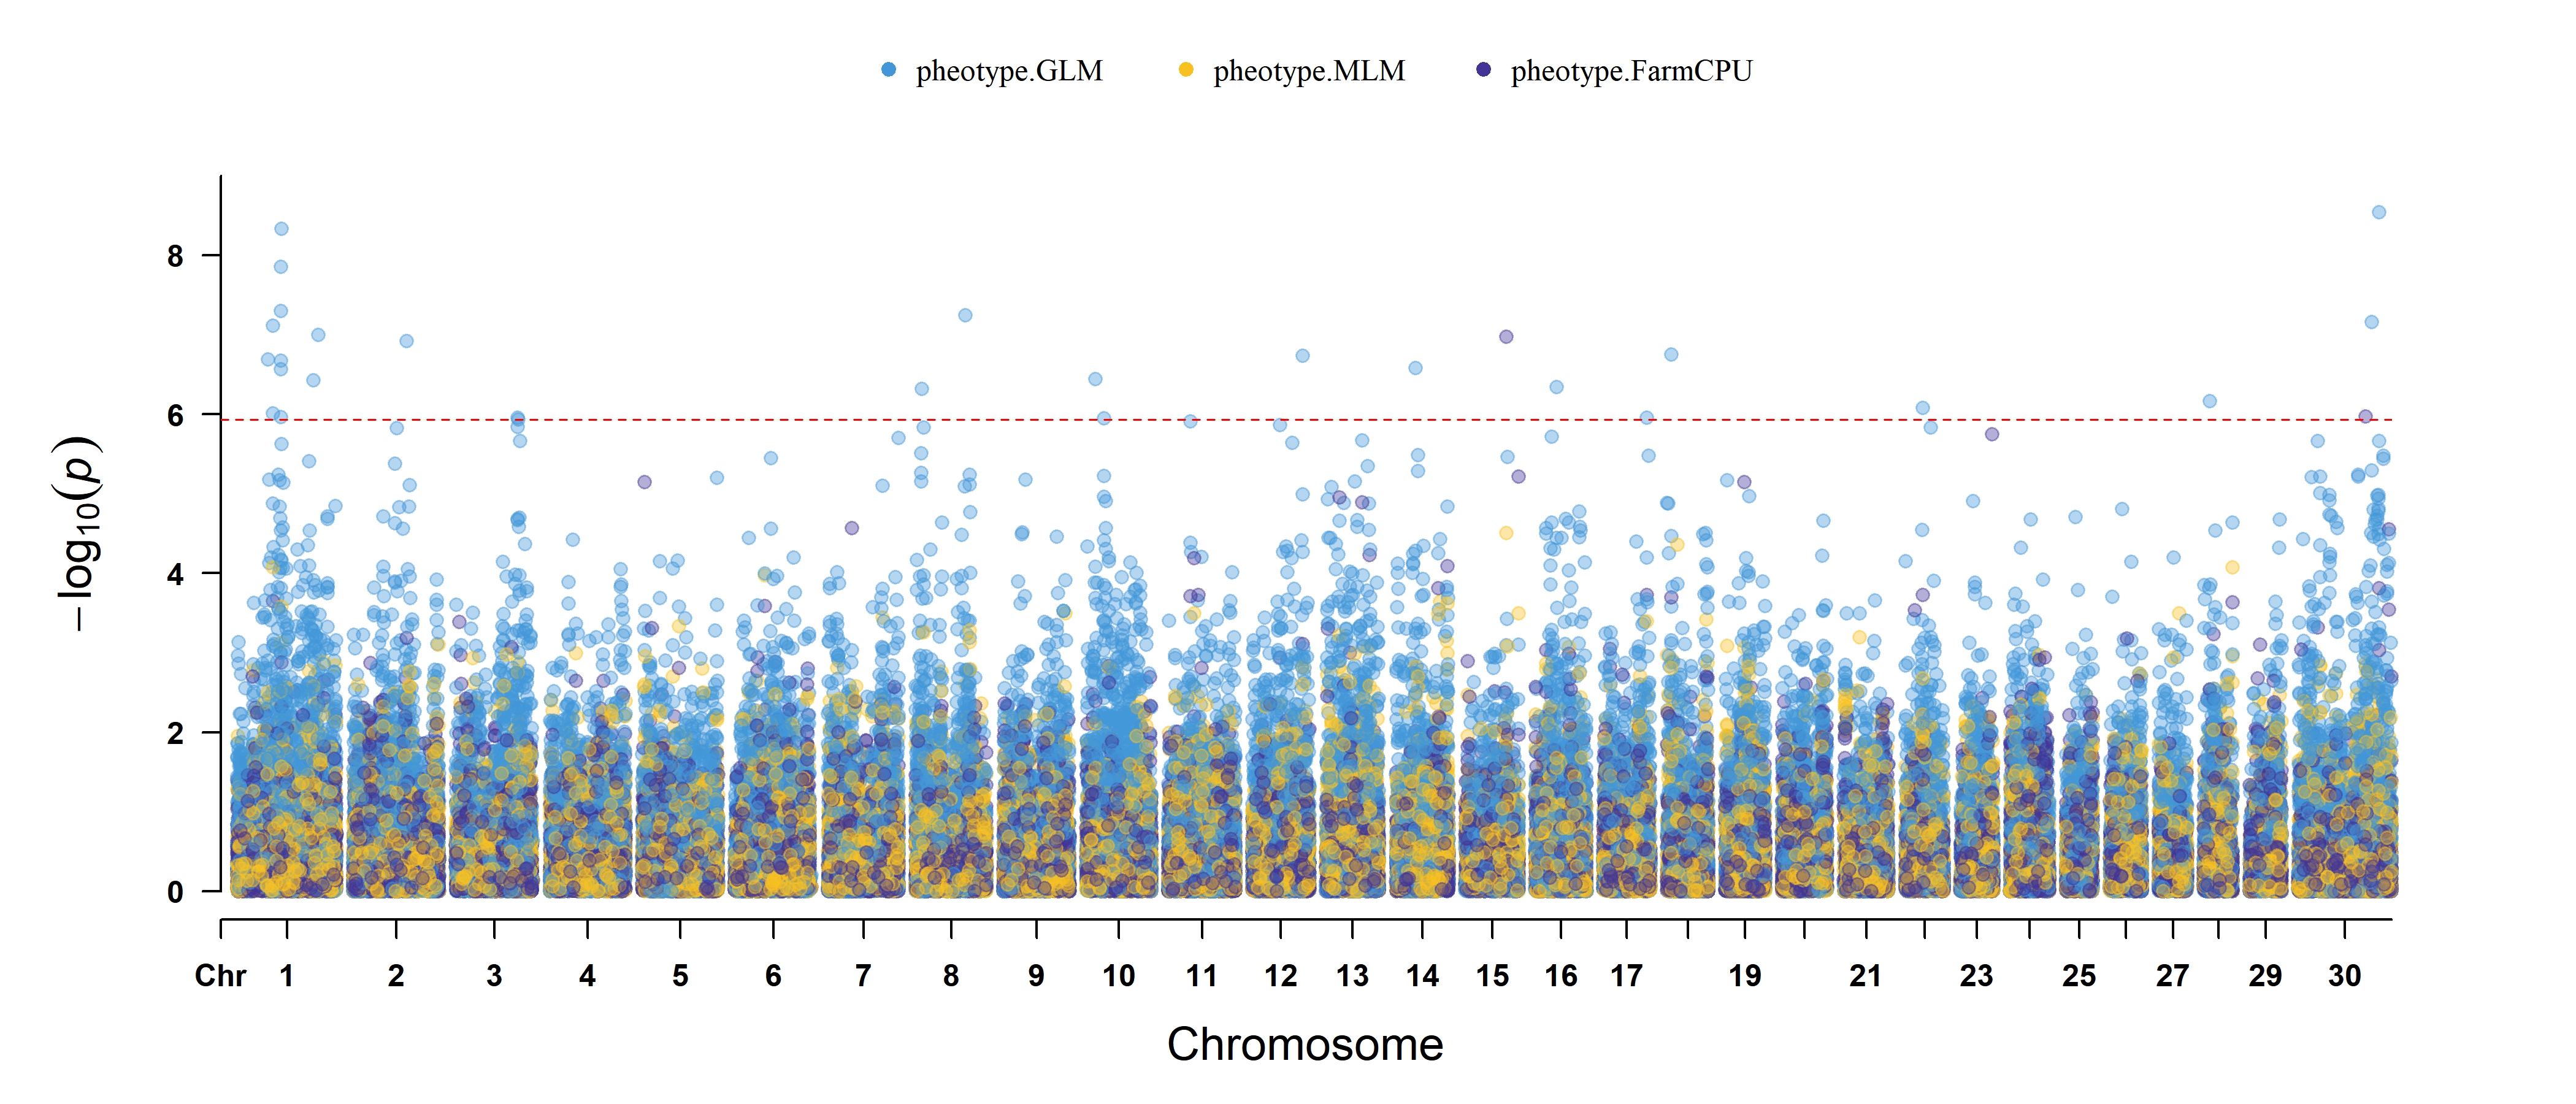 pheotype.GLM pheotype.MLM pheotype.FarmCPU
8
6
4
2
0
−log10(p)
Chr 1 2 3 4 5 6 7 8 9 10 11 12 13 14 15 16 17 19 21 23 25 27 29 30
Chromosome